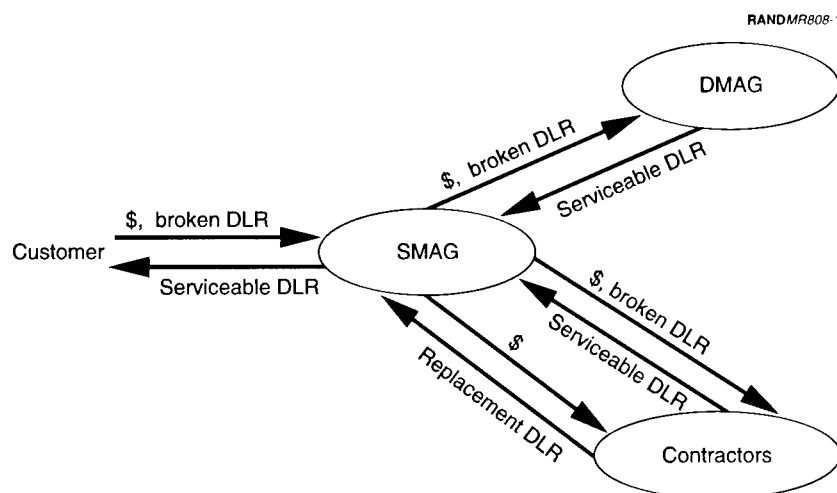 RANDMR808-1
DMAG
$, broken DLR
Serviceable DLR
$, broken DLR
Customer
SMAG
Serviceable DLR
$, broken DLR
Serviceable DLR
$
Replacement DLR
Contractors